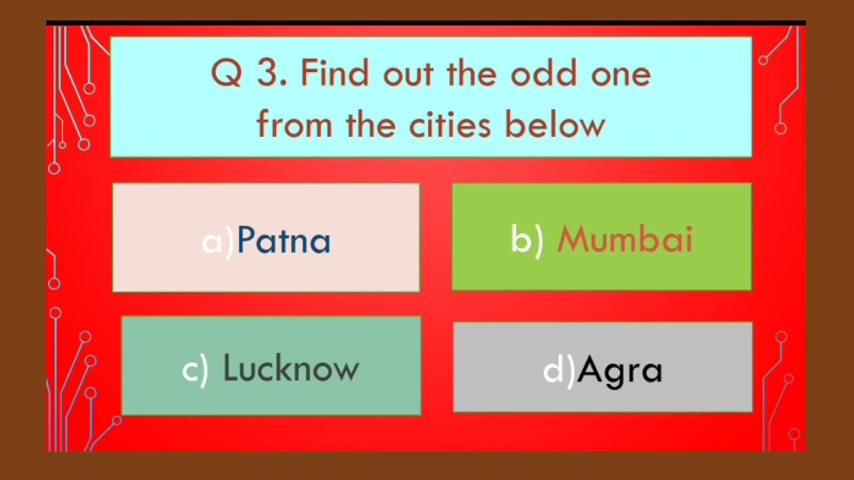 Q 3. Find out the odd one
from the cities below
a)Patna
b) Mumbai
c) Lucknow
d)Agra